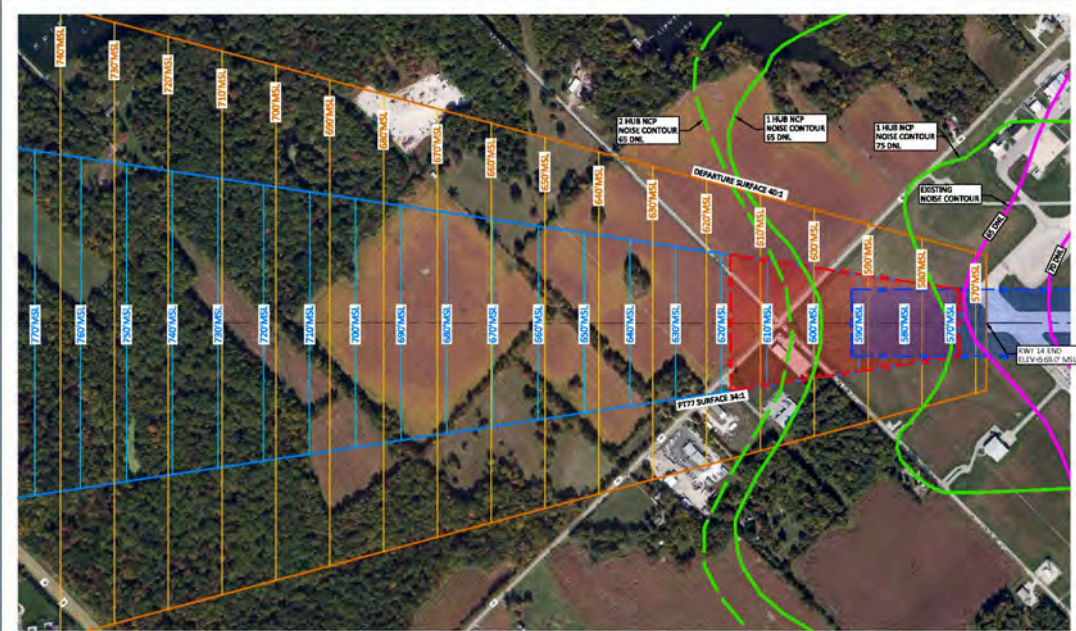 740'MSL
730'MSL
720'MSL
710'MSL
700'MSL
690'MSL
680'MSL
670'MSL
660'MSL
650'MSL
640'MSL
630'MSL
620'MSL
610'MSL
600'MSL
590'MSL
580'MSL
570'MSL
2 HUB NCP
NOISE CONTOUR
65 DNL
1 HUB NCP
NOISE CONTOUR
65 DNL
1 HUB NCP
NOISE CONTOUR
75 DNL
DEPARTURE SURFACE 40:1
EXISTING
NOISE CONTOUR
65 DNL
70 DNL
770'MSL
760'MSL
750'MSL
740'MSL
730'MSL
720'MSL
710'MSL
700'MSL
690'MSL
680'MSL
670'MSL
660'MSL
650'MSL
640'MSL
630'MSL
620'MSL
610'MSL
600'MSL
590'MSL
580'MSL
570'MSL
RWY 14 END
ELEV=568.0' MSL
PT77 SURFACE 34:1